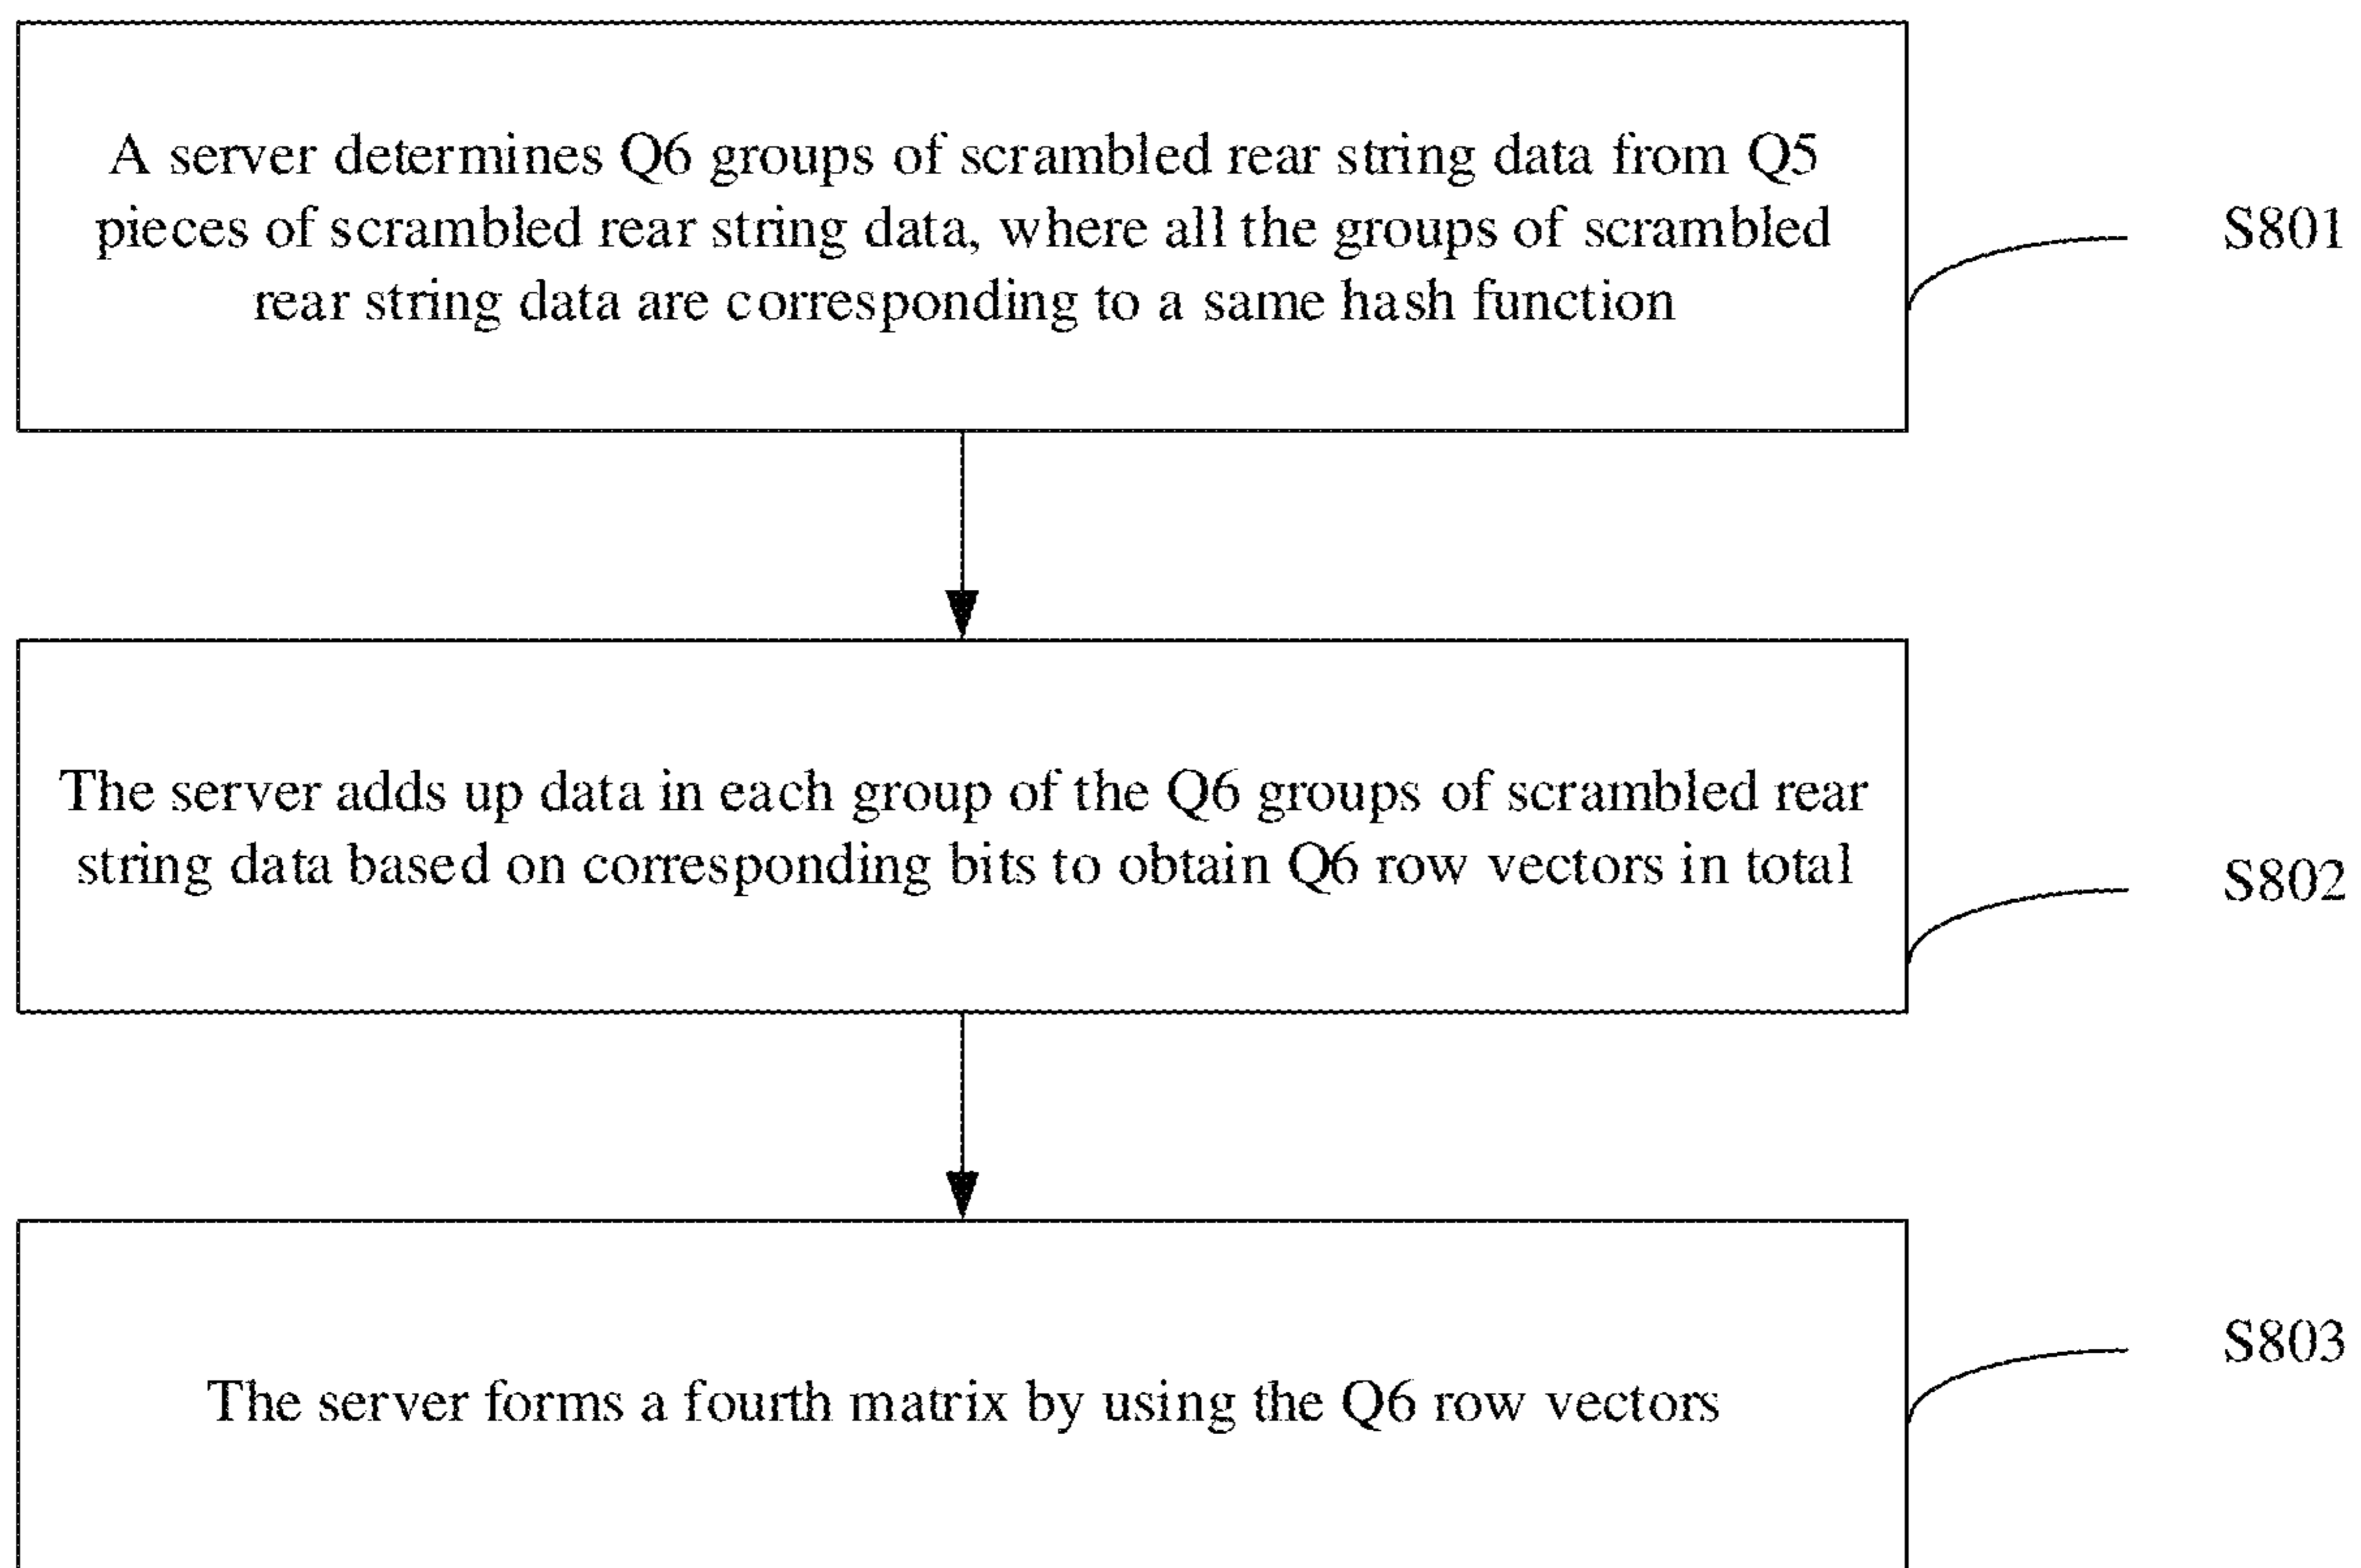 A server determines Q6 groups of scrambled rear string data from Q5
pieces of scrambled rear string data, where all the groups of scrambled
rear string data are corresponding to a same hash function
S801
The server adds up data in each group of the Q6 groups of scrambled rear
string data based on corresponding bits to obtain Q6 row vectors in total
S802
The server forms a fourth matrix by using the Q6 row vectors
S803